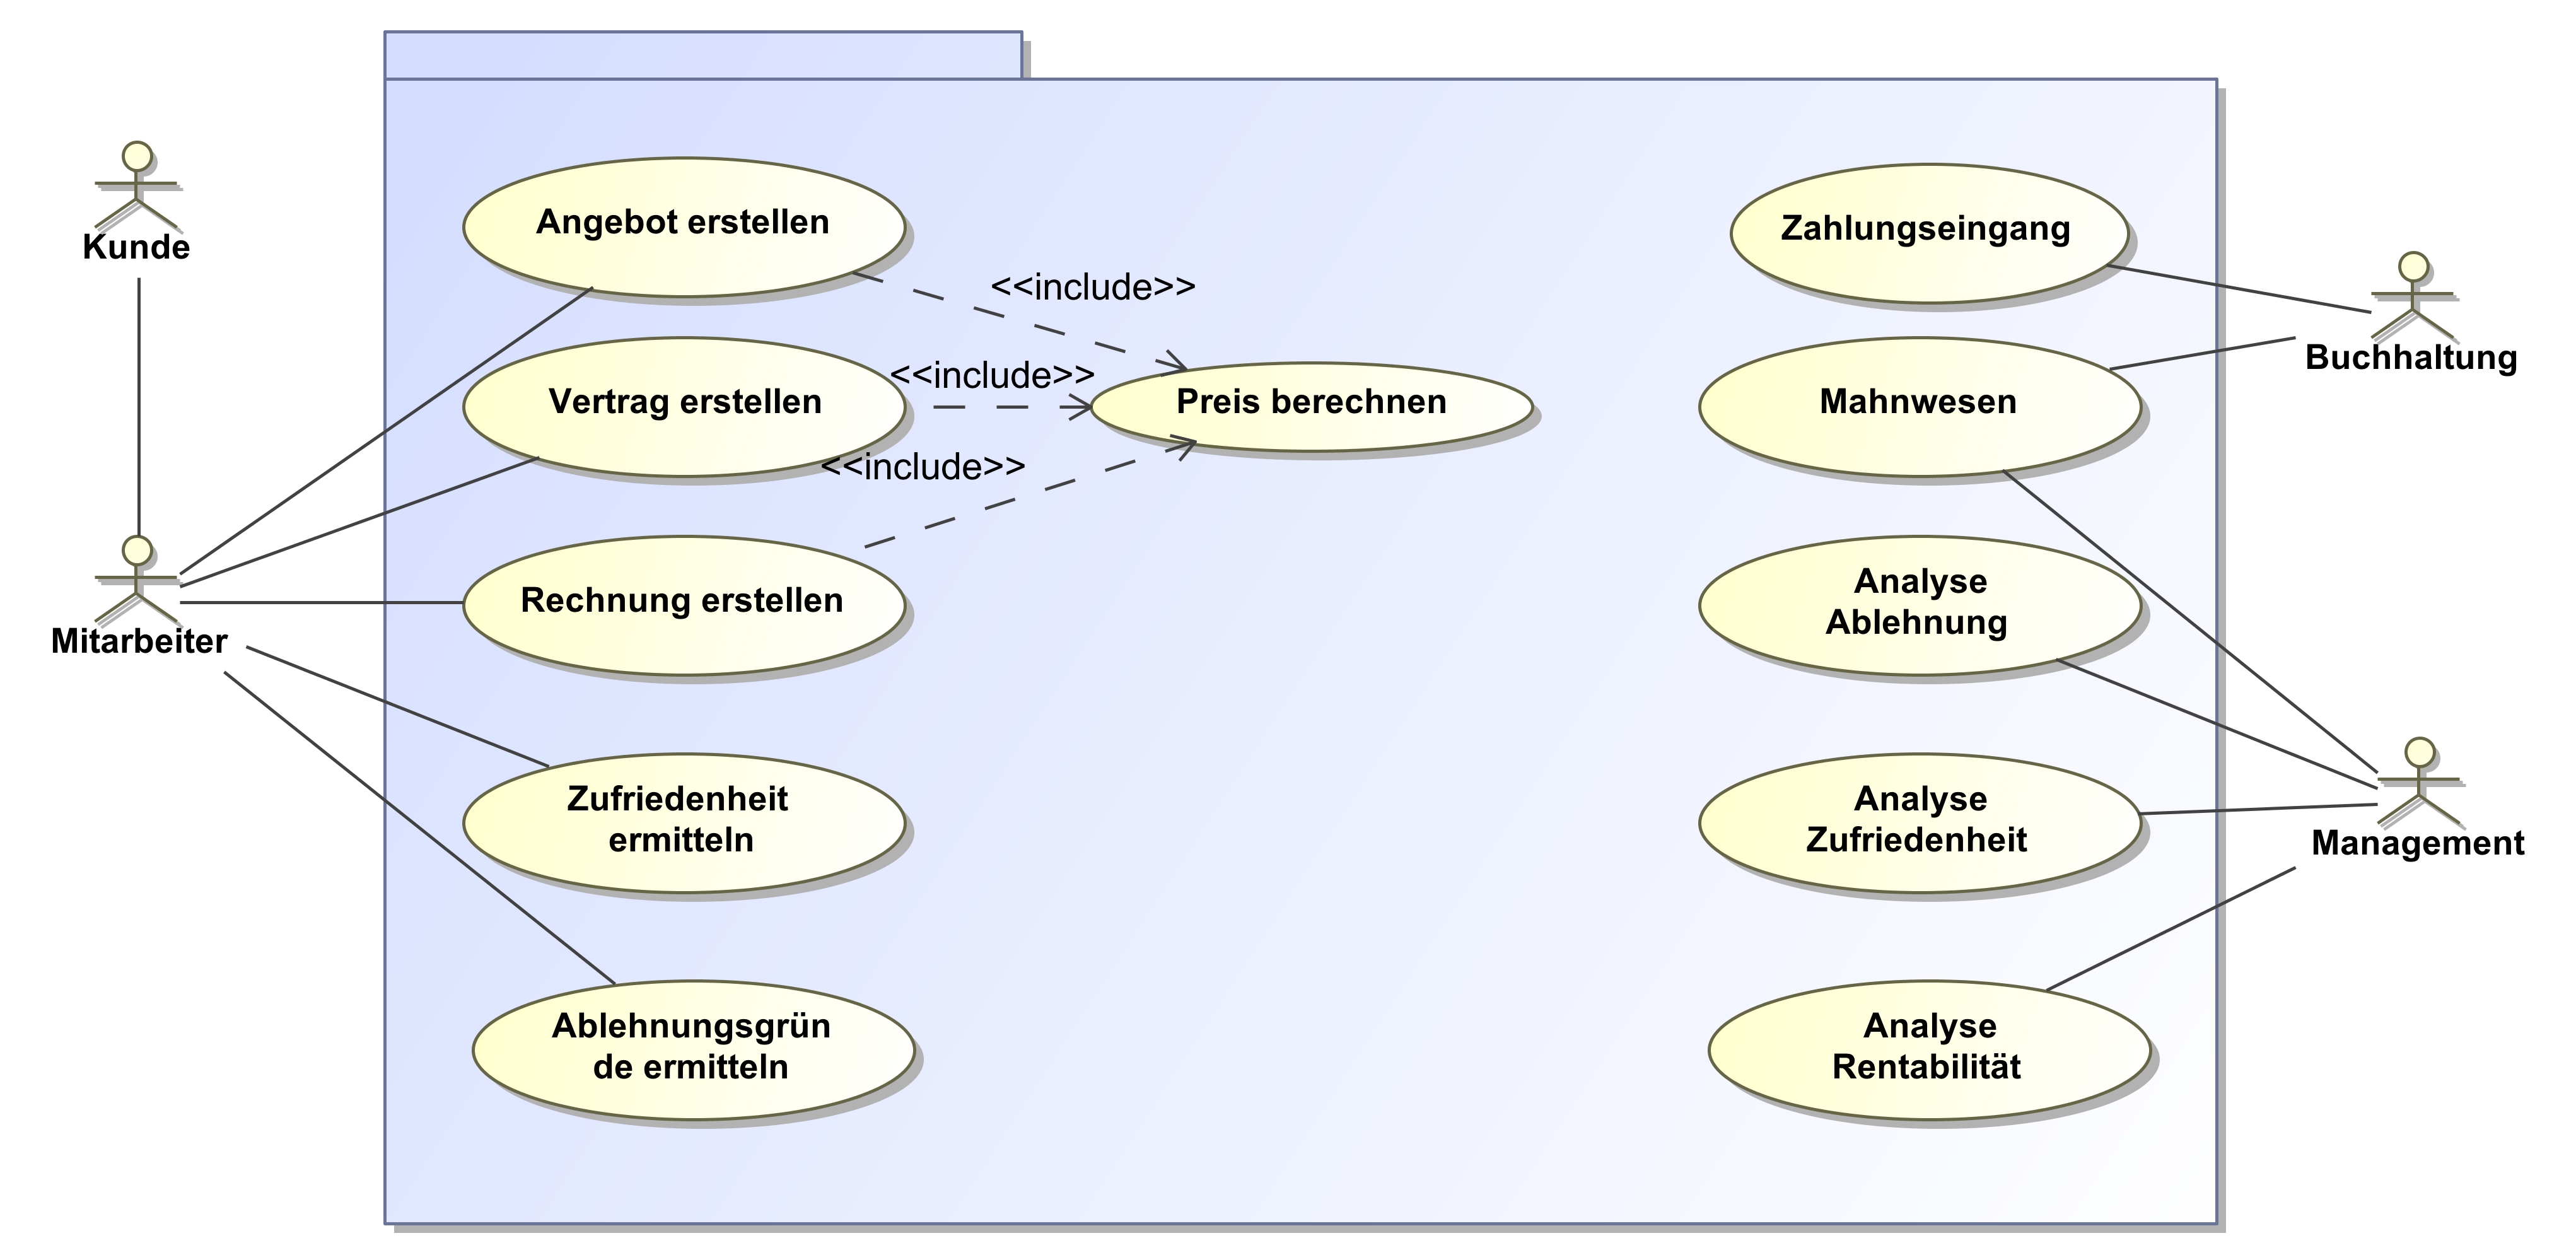 Kunde
Mitarbeiter
Angebot erstellen
<<include>>
Vertrag erstellen
<<include>>
Preis berechnen
<<include>>
Rechnung erstellen
Zufriedenheit
ermitteln
Ablehnungsgrün
de ermitteln
Zahlungseingang
Mahnwesen
Analyse
Ablehnung
Analyse
Zufriedenheit
Analyse
Rentabilität
Buchhaltung
Management